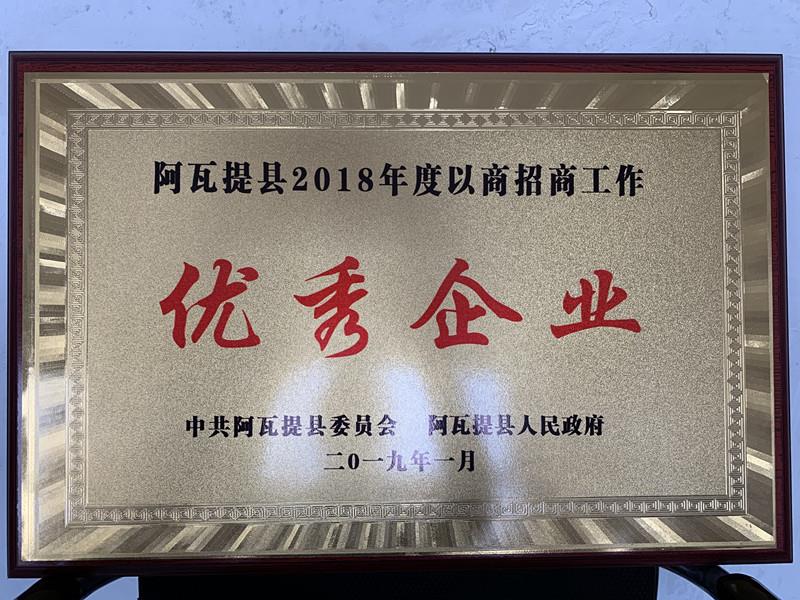 阿瓦提县2018年度以商招商工作
优秀企业
中共阿瓦提县委员会 阿瓦提县人民政府
二0一九年一月